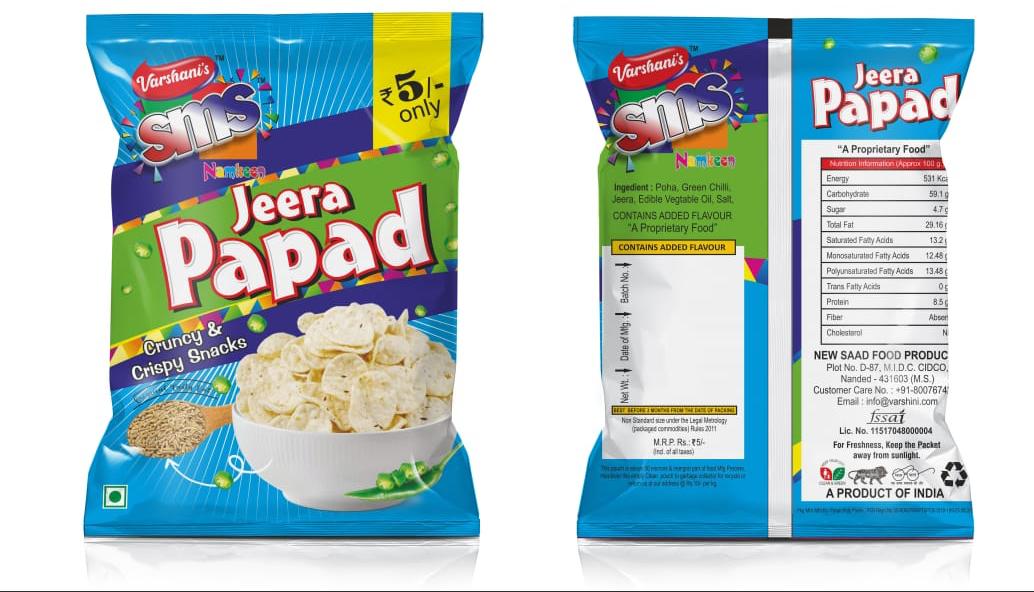 Varshani's
TM
sms
Namkeen
₹5/-
only
Jeera
Papad
Cruncy &
Crispy Snacks
Varshani's
TM
sms
Namkeen
Ingredient : Poha, Green Chilli,
Jeera, Edible Vegtable Oil, Salt,
CONTAINS ADDED FLAVOUR
“A Proprietary Food”
CONTAINS ADDED FLAVOUR
Batch No. :
Date of Mfg. :
Net Wt. :
BEST BEFORE 3 MONTHS FROM THE DATE OF PACKING
Non Standard size under the Legal Metrology
(packaged commodities) Rules 2011
M.R.P. Rs.: ₹5/-
(Ind. of all taxes)
Jeera
Papad
“A Proprietary Food”
Nutrition Information (Approx 100 g.
Energy 531 Kca
Carbohydrate 59.1 g
Sugar 4.7 g
Total Fat 29.16 g
Saturated Fatty Acids 13.2 g
Monosaturated Fatty Acids 12.48 g
Polyunsaturated Fatty Acids 13.48 g
Trans Fatty Acids 0 g
Protein 8.5 g
Fiber Absen
Cholesterol N
NEW SAAD FOOD PRODUC
Plot No. D-87, M.I.D.C. CIDCO,
Nanded - 431603 (M.S.)
Customer Care No. : +91-8007674
Email : info@varshini.com
fssai
Lic. No. 11517048000004
For Freshness, Keep the Packet
away from sunlight.
CLEAN & GREEN
A PRODUCT OF INDIA